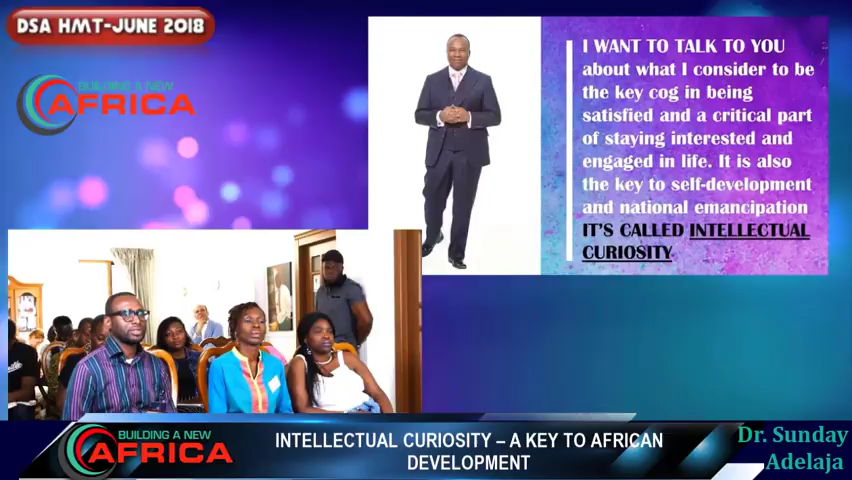 DSA HMT-JUNE 2018
BUILDING A NEW
AFRICA
I WANT TO TALK TO YOU
about what I consider to be
the key cog in being
satisfied and a critical part
of staying interested and
engaged in life. It is also
the key to self-development
and national emancipation
IT'S CALLED INTELLECTUAL
CURIOSITY
BUILDING A NEW
AFRICA
INTELLECTUAL CURIOSITY – A KEY TO AFRICAN
DEVELOPMENT
Dr. Sunday
Adelaja